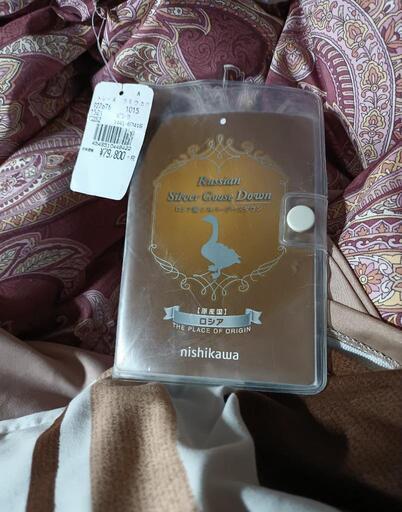 A
1015
¥79,800
Russian
Silver Goose Down
ロシア産シルバーグースダウン
【原産国】
ロシア
THE PLACE OF ORIGIN
nishikawa